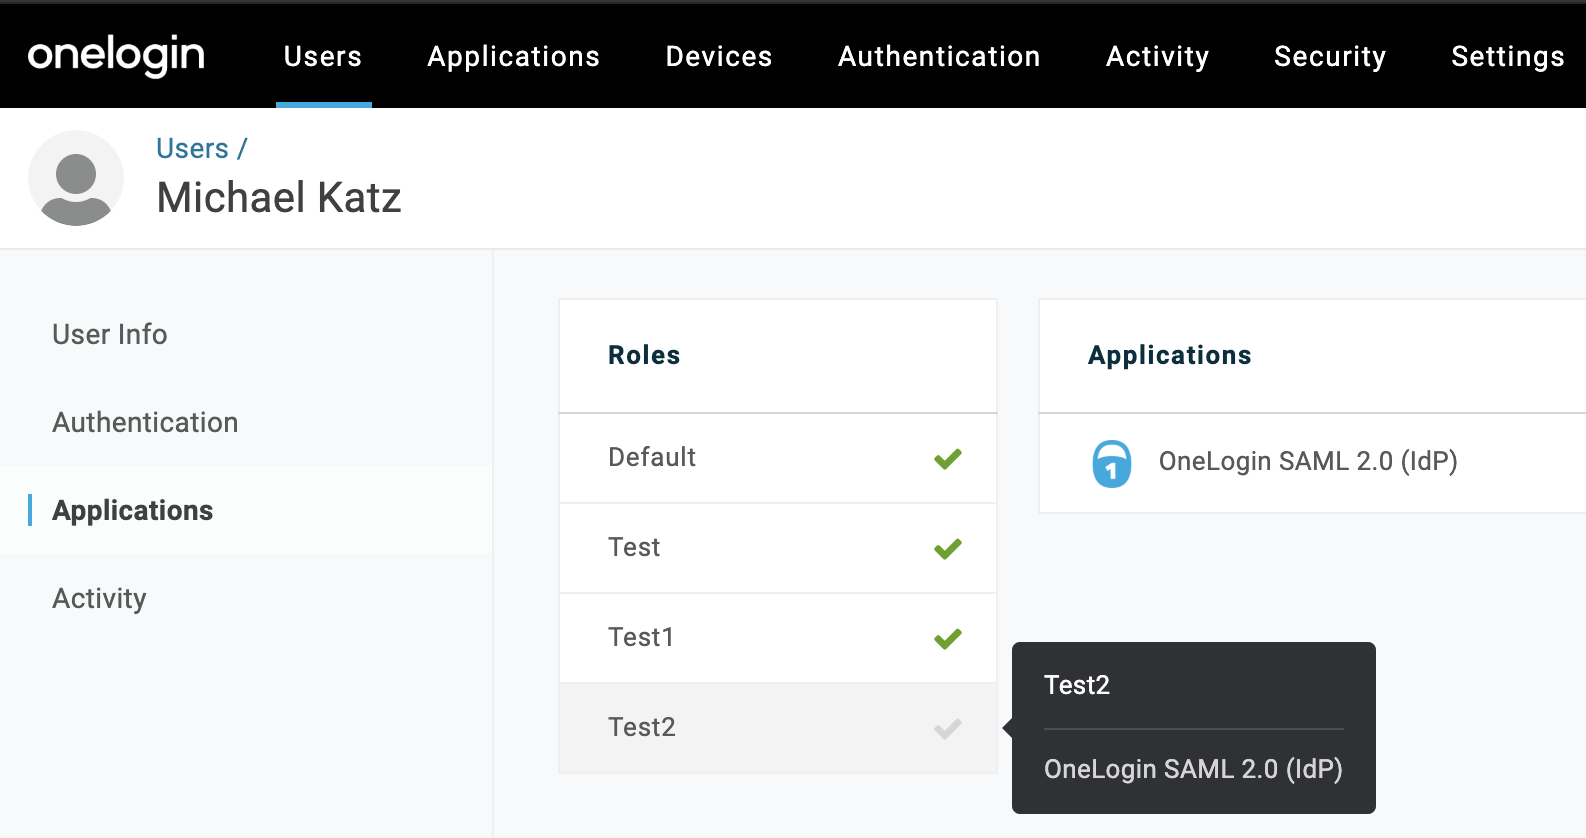 onelogin
Users
Applications
Devices
Authentication
Activity
Security
Settings
Users /
Michael Katz
User Info
Authentication
Applications
Activity
Roles
Default
Test
Test1
Test2
Applications
1
OneLogin SAML 2.0 (IdP)
Test2
OneLogin SAML 2.0 (IdP)